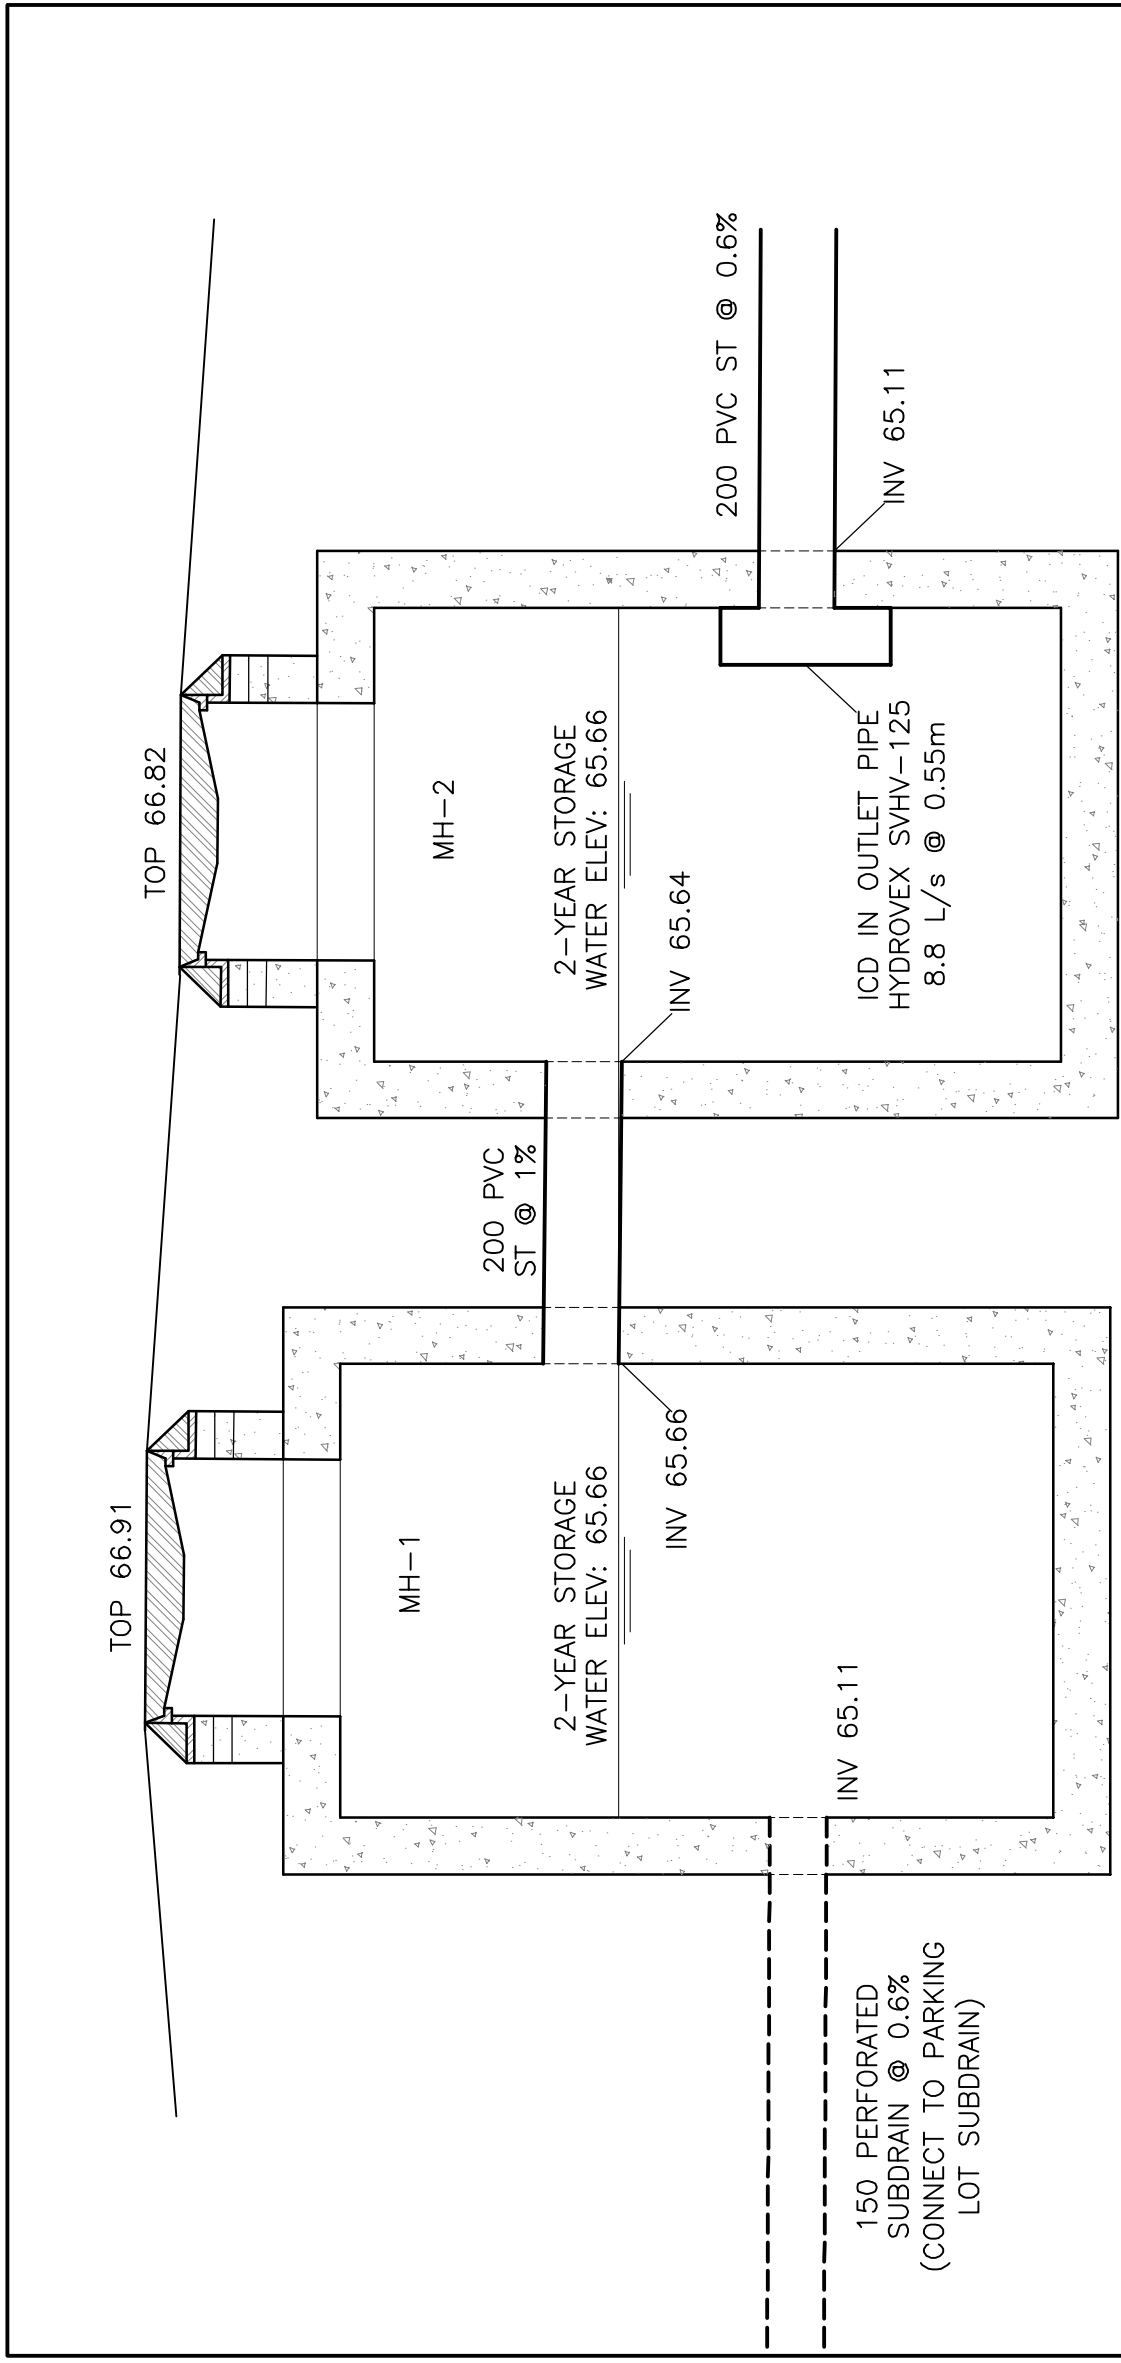 TOP 66.91
MH-1
2-YEAR STORAGE
WATER ELEV: 65.66
INV 65.66
INV 65.11
150 PERFORATED
SUBDRAIN @ 0.6%
(CONNECT TO PARKING
LOT SUBDRAIN)
200 PVC
ST @ 1%
TOP 66.82
MH-2
2-YEAR STORAGE
WATER ELEV: 65.66
INV 65.64
ICD IN OUTLET PIPE
HYDROVEX SVHV-125
8.8 L/s @ 0.55m
200 PVC ST @ 0.6%
INV 65.11